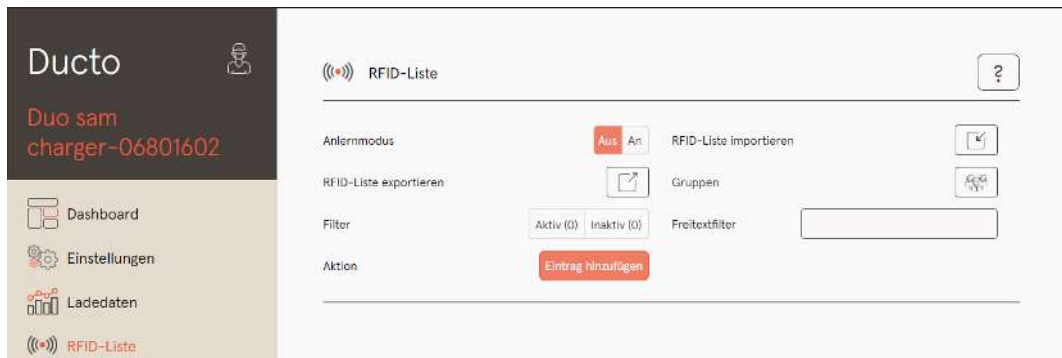 Ducto
Duo sam
charger-06801602
Dashboard
Einstellungen
Ladedaten
RFID-Liste
RFID-Liste
?
Anlernmodus Aus An RFID-Liste importieren
RFID-Liste exportieren Gruppen
Filter Aktiv (0) Inaktiv (0) Freitextfilter
Aktion Eintrag hinzufügen